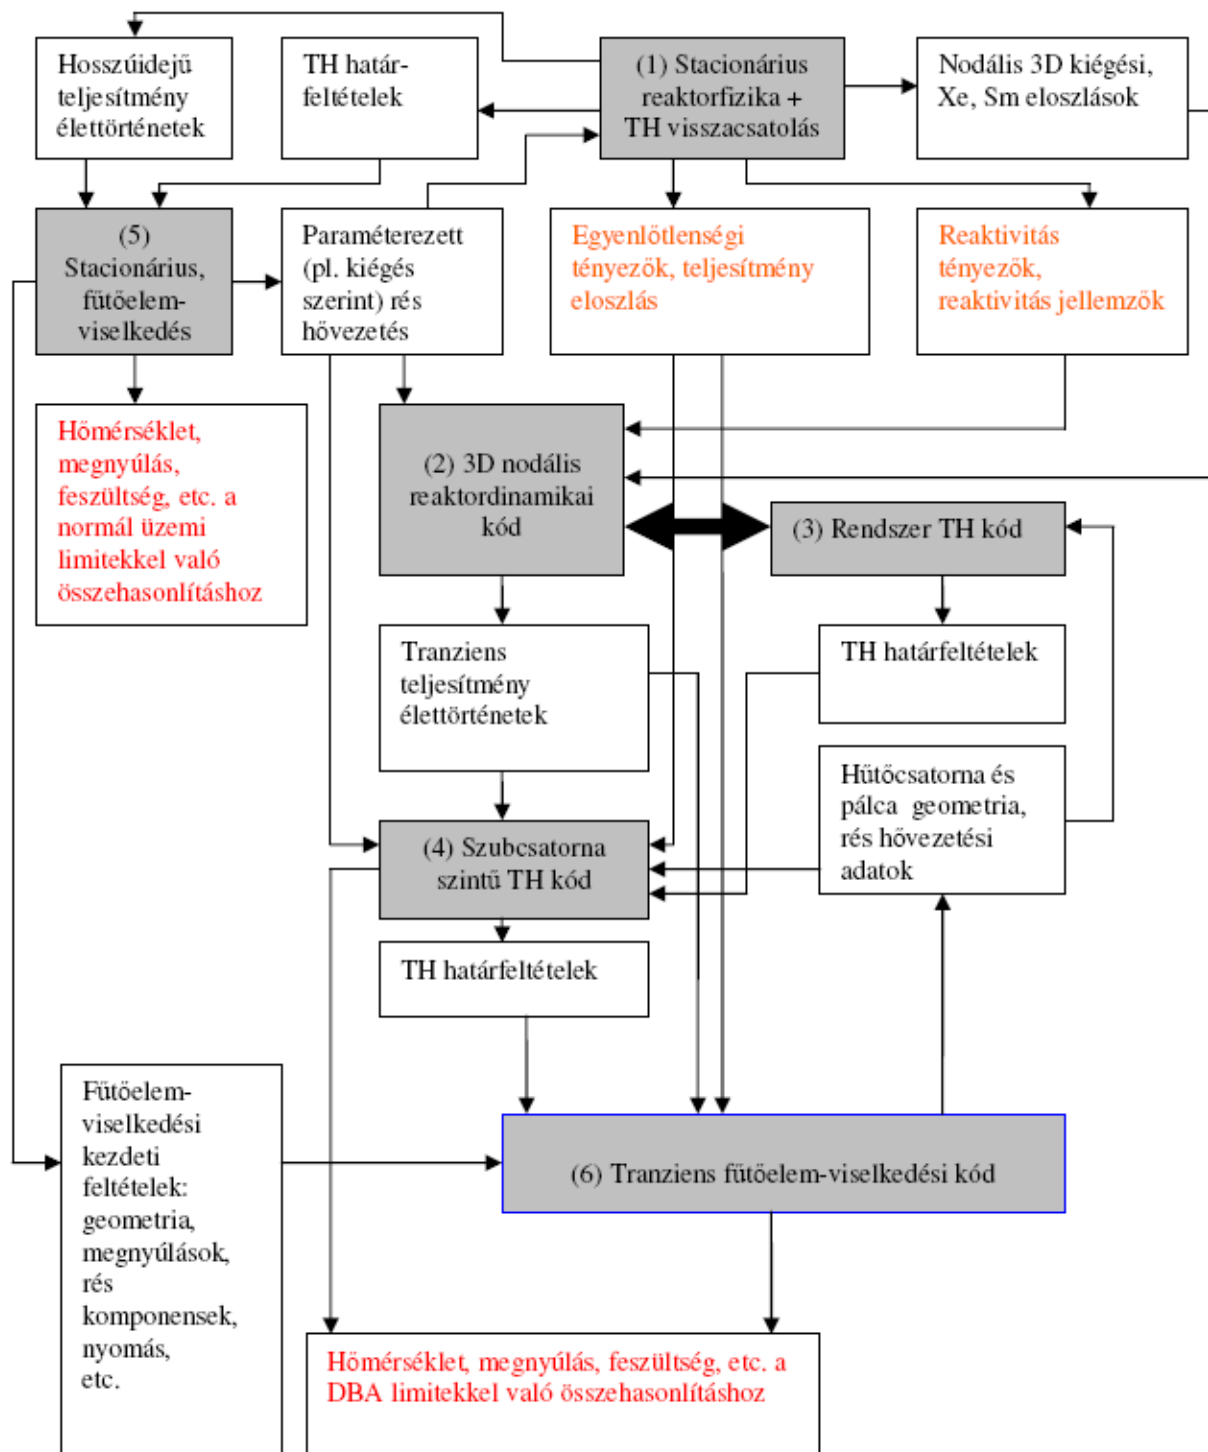 Hosszúidejű
teljesítmény
élettörténetek
TH határ-
feltételek
(1) Stacionárius
reaktorfizika +
TH visszacsatolás
Nodális 3D kiégési,
Xe, Sm eloszlások
(5)
Stacionárius,
fűtőelem-
viselkedés
Paraméterezett
(pl. kiégés
szerint) rés
hővezetés
Egyenlőtlenségi
tényezők, teljesítmény
eloszlás
Reaktivitás
tényezők,
reaktivitás jellemzők
Hőmérséklet,
megnyúlás,
feszültség, etc. a
normál üzemi
limitekkel való
összehasonlításhoz
(2) 3D nodális
reaktordinamikai
kód
(3) Rendszer TH kód
Tranziens
teljesítmény
élettörténetek
TH határfeltételek
Hűtőcsatorna és
pálca geometria,
rés hővezetési
adatok
(4) Szubcsatorna
szintű TH kód
TH határfeltételek
Fűtőelem-
viselkedési
kezdeti
feltételek:
geometria,
megnyúlások,
rés
komponensek,
nyomás,
etc.
(6) Tranziens fűtőelem-viselkedési kód
Hőmérséklet, megnyúlás, feszültség, etc. a
DBA limitekkel való összehasonlításhoz